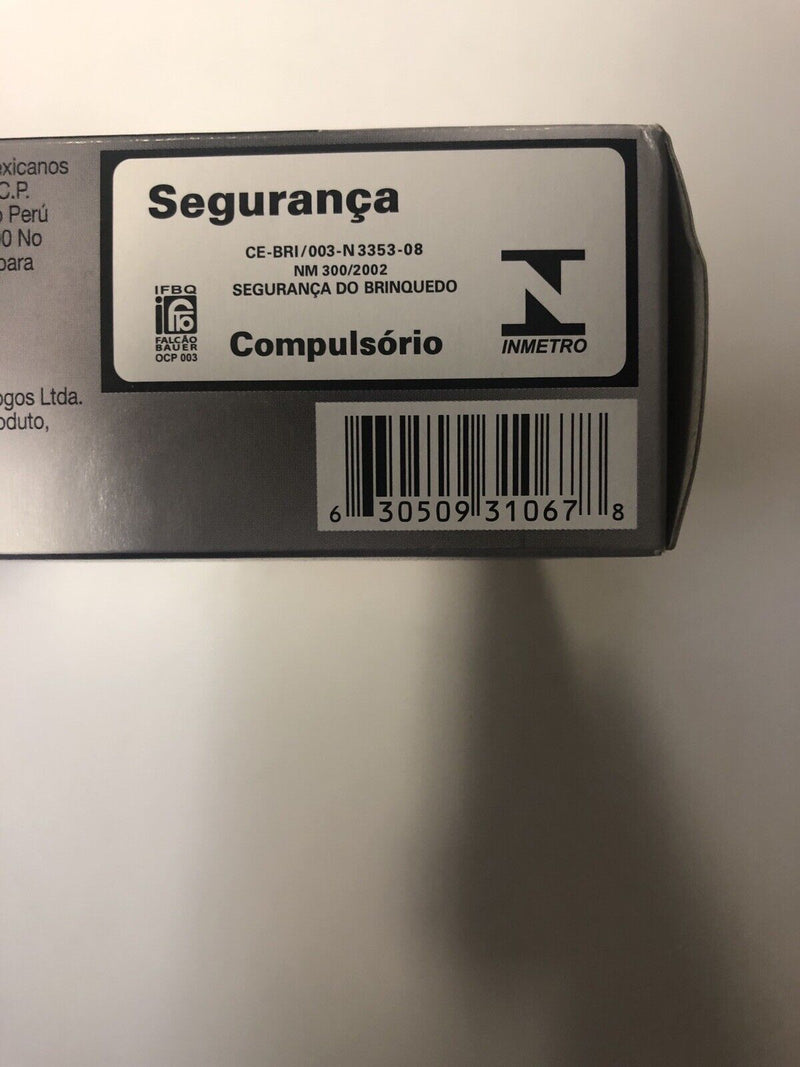 exicanos
C.P.
o Perú
00 No
para
ogos Ltda.
oduto,
Segurança
CE-BRI/003-N 3353-08
NM 300/2002
SEGURANÇA DO BRINQUEDO
Compulsório
IFBQ
FALCÃO
BAUER
OCP 003
INMETRO
6 30509 31067 8